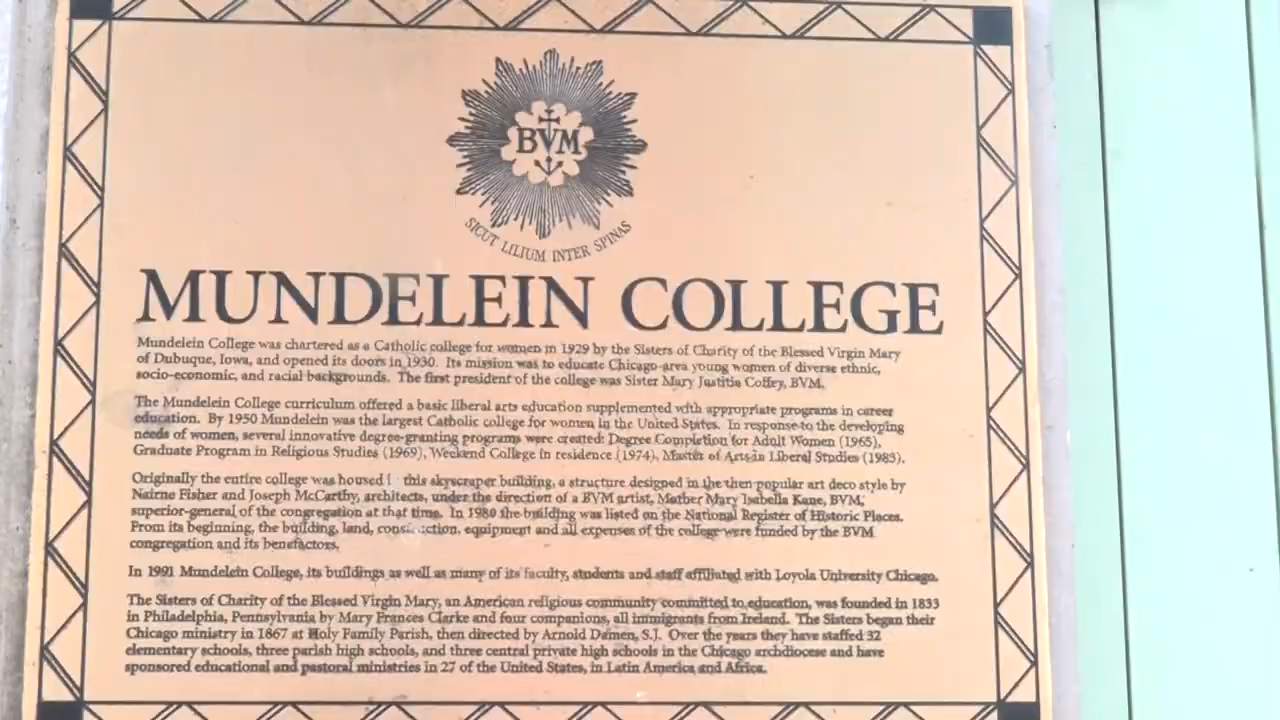 BVM
SICUT LILIUM INTER SPINAS
MUNDELEIN COLLEGE
Mundelein College was chartered as a Catholic college for women in 1929 by the Sisters of Charity of the Blessed Virgin Mary
of Dubuque, Iowa, and opened its doors in 1930. Its mission was to educate Chicago-area young women of diverse ethnic,
socio-economic, and racial backgrounds. The first president of the college was Sister Mary Justitia Coffey, BVM.
The Mundelein College curriculum offered a basic liberal arts education supplemented with appropriate programs in career
education. By 1950 Mundelein was the largest Catholic college for women in the United States. In response to the developing
needs of women, several innovative degree-granting programs were created: Degree Completion for Adult Women (1965),
Graduate Program in Religious Studies (1969), Weekend College in residence (1974), Master of Arts in Liberal Studies (1983).
Originally the entire college was housed this skyscraper building, a structure designed in the then popular art deco style by
Nairne Fisher and Joseph McCarthy, architects, under the direction of a BVM artist, Mother Mary Isabella Kane, BVM,
superior-general of the congregation at that time. In 1980 the building was listed on the National Register of Historic Places.
From its beginning, the building, land, construction, equipment and all expenses of the college were funded by the BVM
congregation and its benefactors.
In 1991 Mundelein College, its buildings as well as many of its faculty, students and staff affiliated with Loyola University Chicago.
The Sisters of Charity of the Blessed Virgin Mary, an American religious community committed to education, was founded in 1833
in Philadelphia, Pennsylvania by Mary Frances Clarke and four companions, all immigrants from Ireland. The Sisters began their
Chicago ministry in 1867 at Holy Family Parish, then directed by Arnold Damen, S.J. Over the years they have staffed 32
elementary schools, three parish high schools, and three central private high schools in the Chicago archdiocese and have
sponsored educational and pastoral ministries in 27 of the United States, in Latin America and Africa.